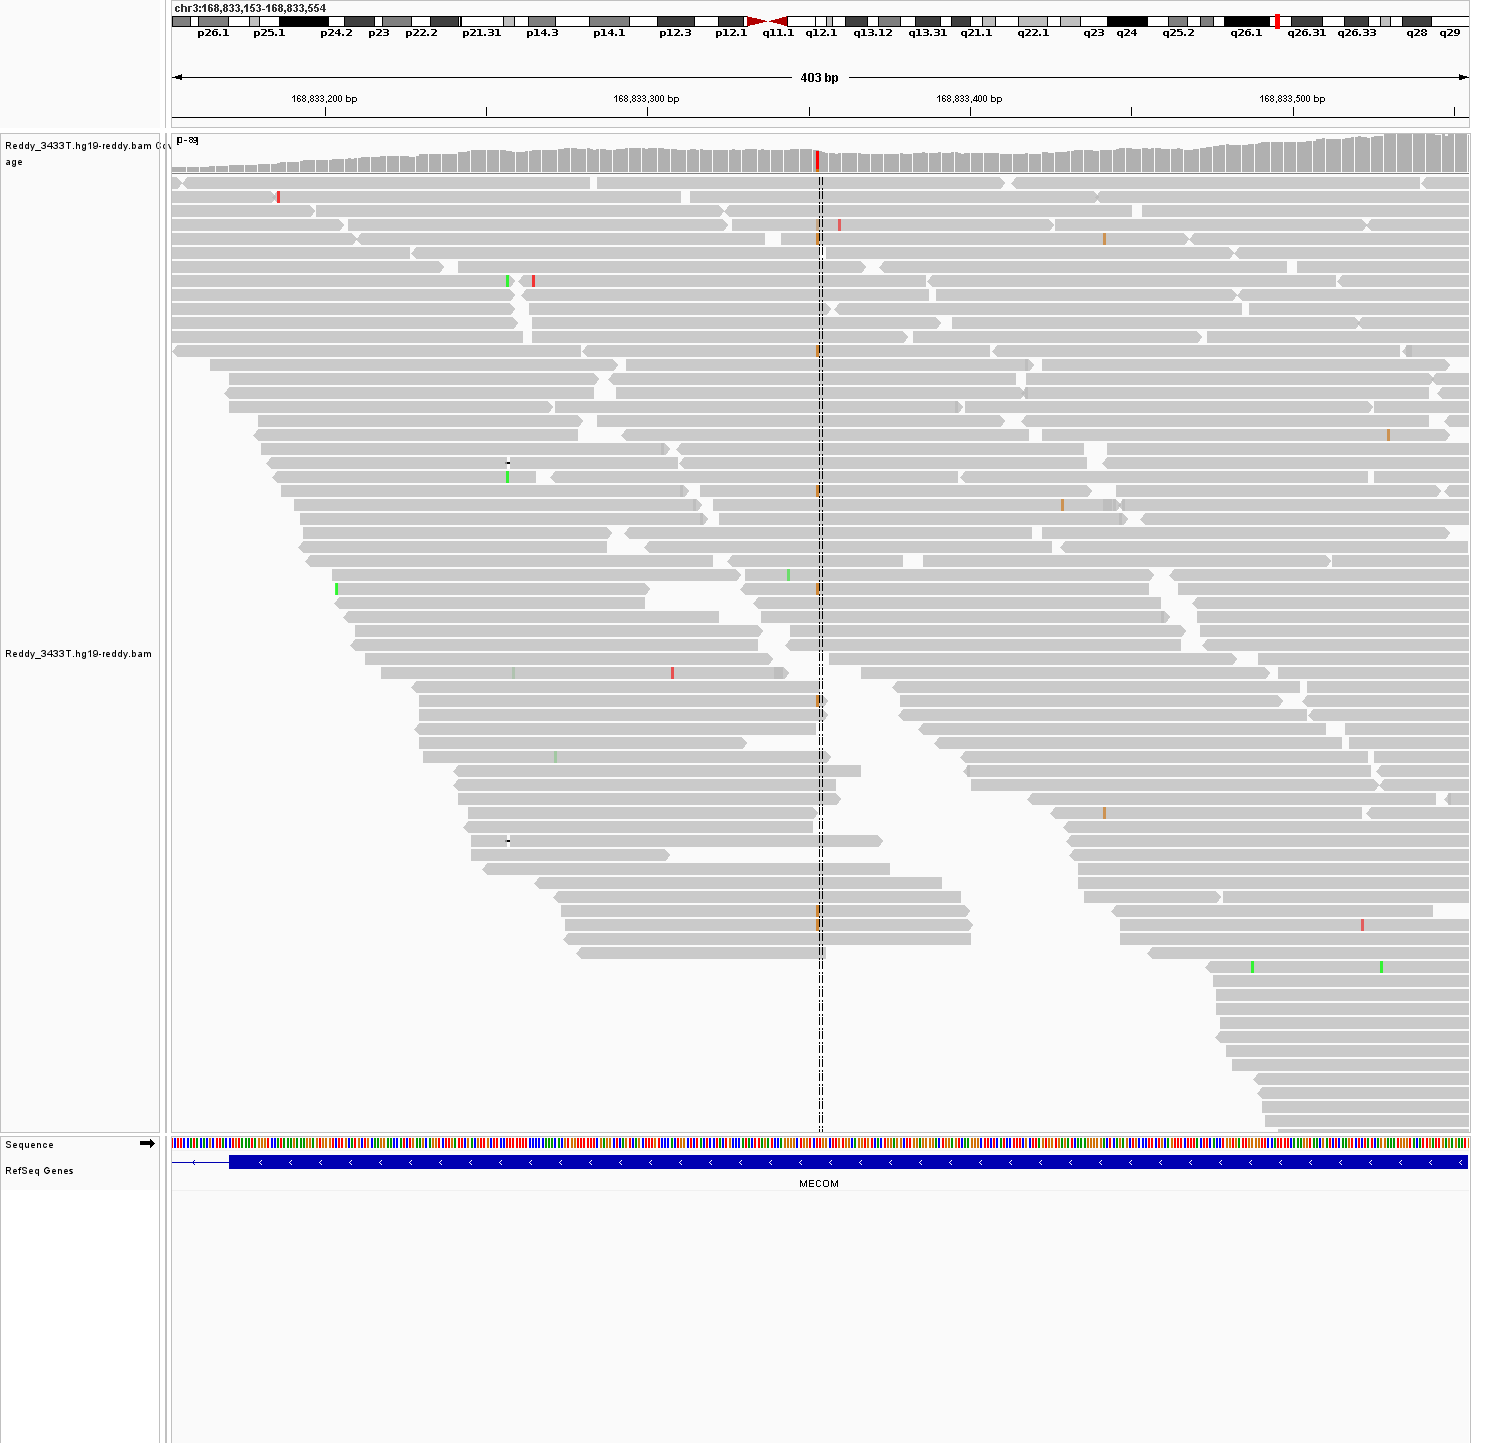 chr3:168,833,153-168,833,554
p26.1 p25.1 p24.2 p23 p22.2 p21.31 p14.3 p14.1 p12.3 p12.1 q11.1 q12.1 q13.12 q13.31 q21.1 q22.1 q23 q24 q25.2 q26.1 q26.31 q26.33 q28 q29
403 bp
168,833,200 bp 168,833,300 bp 168,833,400 bp 168,833,500 bp
[0-89]
Reddy_3433T.hg19-reddy.bam Cov
age
Reddy_3433T.hg19-reddy.bam
Sequence
RefSeq Genes
MECOM